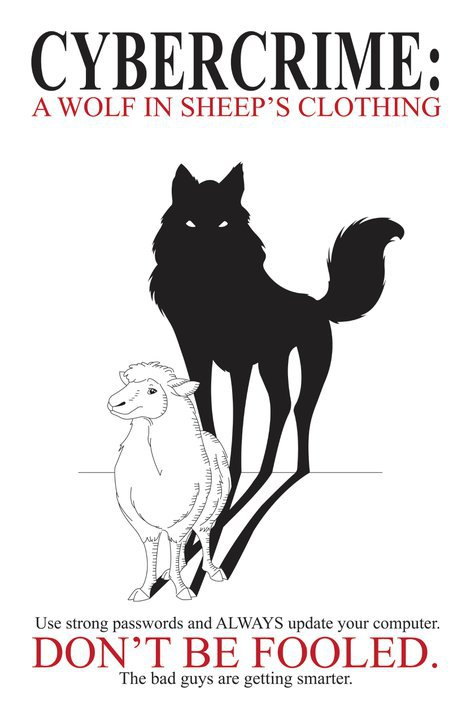 CYBERCRIME:
A WOLF IN SHEEP'S CLOTHING
Use strong passwords and ALWAYS update your computer.
DON'T BE FOOLED.
The bad guys are getting smarter.